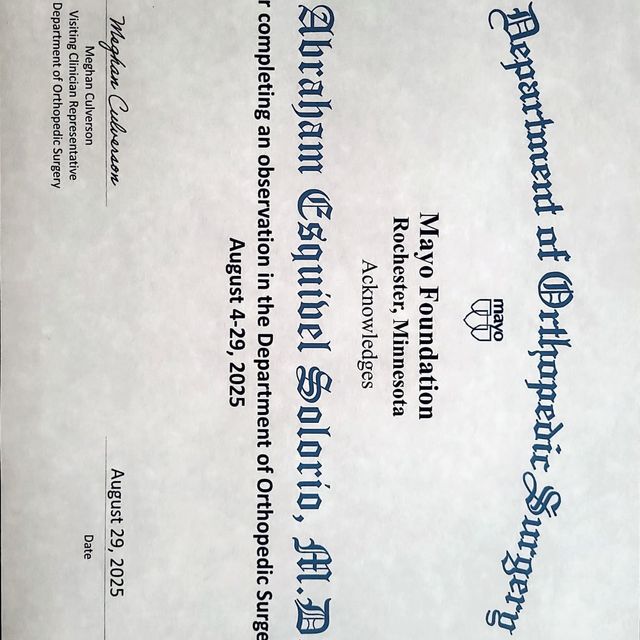 Department of Orthopedic Surgery
mayo
Mayo Foundation
Rochester, Minnesota
Acknowledges
Abraham Esquibel Solorio, M.D
r completing an observation in the Department of Orthopedic Surge
August 4-29, 2025
Meghan Culverson
Meghan Culverson
Visiting Clinician Representative
Department of Orthopedic Surgery
August 29, 2025
Date